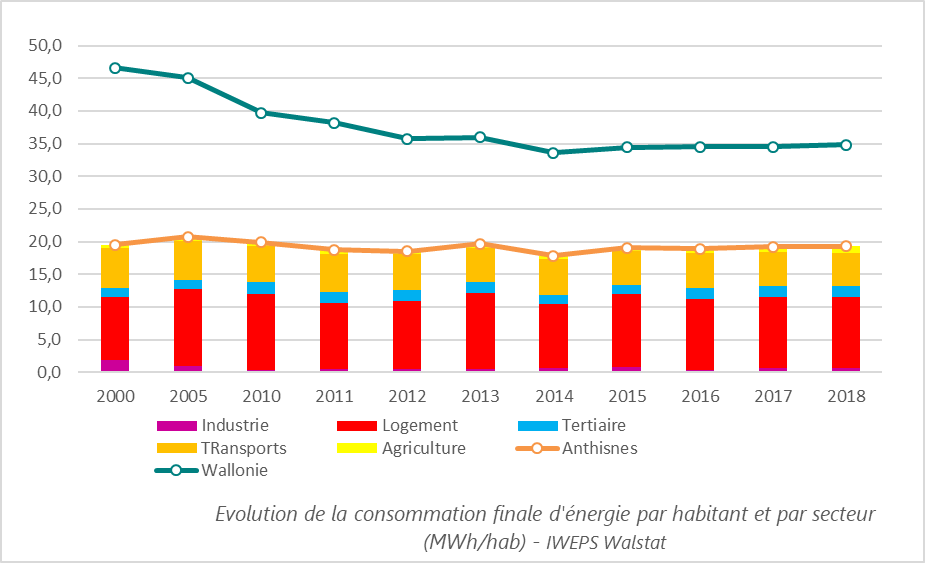 50,0
45,0
40,0
35,0
30,0
25,0
20,0
15,0
10,0
5,0
0,0
2000 2005 2010 2011 2012 2013 2014 2015 2016 2017 2018
Industrie Logement Tertiaire
TRansports Agriculture Anthisnes
Wallonie
Evolution de la consommation finale d'énergie par habitant et par secteur
(MWh/hab) - IWEPS Walstat